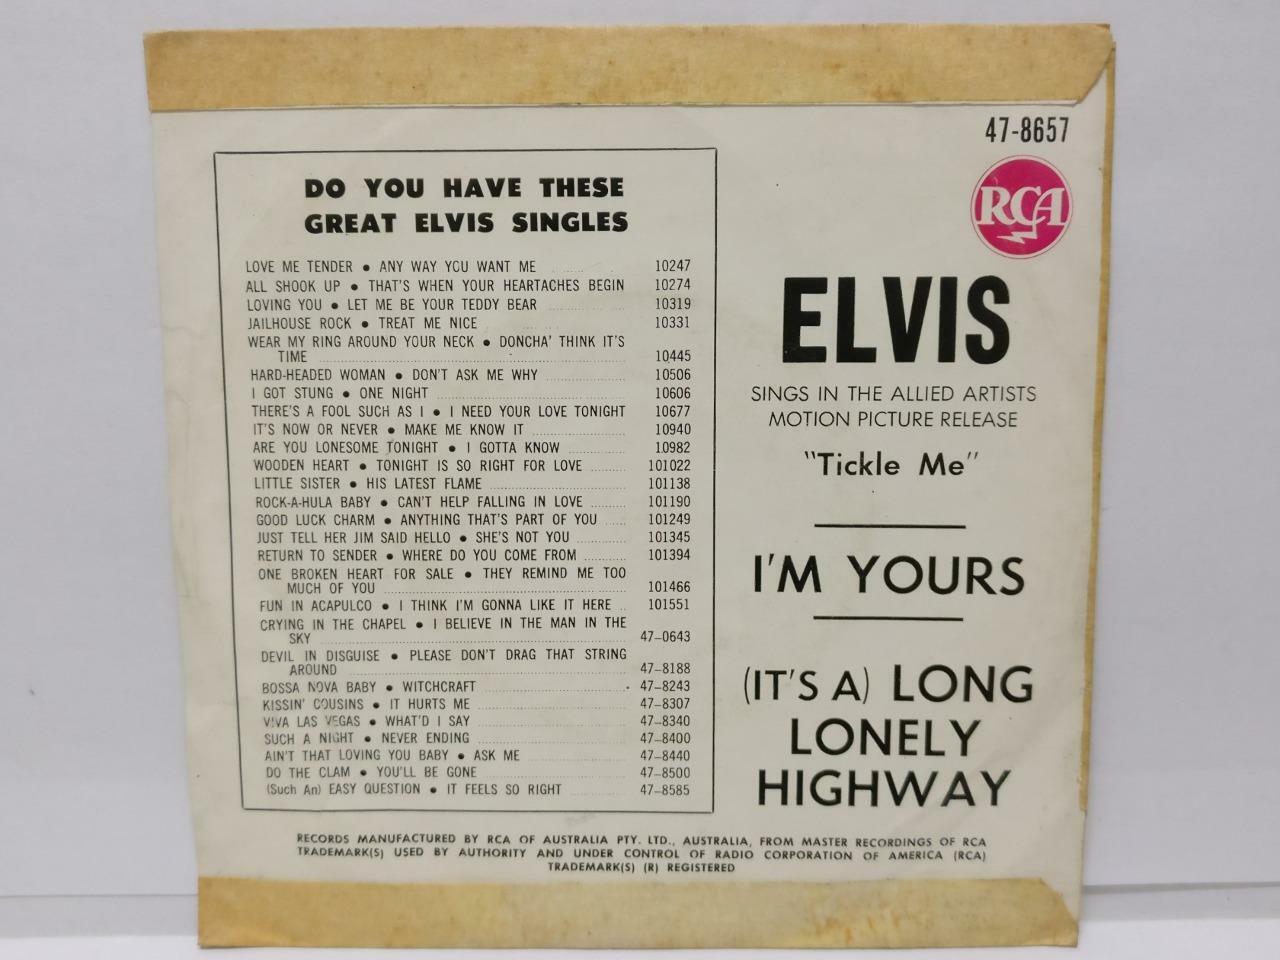 47-8657
RCA
DO YOU HAVE THESE
GREAT ELVIS SINGLES
LOVE ME TENDER • ANY WAY YOU WANT ME 10247
ALL SHOOK UP • THAT'S WHEN YOUR HEARTACHES BEGIN 10274
LOVING YOU • LET ME BE YOUR TEDDY BEAR 10319
JAILHOUSE ROCK • TREAT ME NICE 10331
WEAR MY RING AROUND YOUR NECK • DONCHA' THINK IT'S
TIME 10445
HARD-HEADED WOMAN • DON'T ASK ME WHY 10506
I GOT STUNG • ONE NIGHT 10606
THERE'S A FOOL SUCH AS I • I NEED YOUR LOVE TONIGHT 10677
IT'S NOW OR NEVER • MAKE ME KNOW IT 10940
ARE YOU LONESOME TONIGHT • I GOTTA KNOW 10982
WOODEN HEART • TONIGHT IS SO RIGHT FOR LOVE 101022
LITTLE SISTER • HIS LATEST FLAME 101138
ROCK-A-HULA BABY • CAN'T HELP FALLING IN LOVE 101190
GOOD LUCK CHARM • ANYTHING THAT'S PART OF YOU 101249
JUST TELL HER JIM SAID HELLO • SHE'S NOT YOU 101345
RETURN TO SENDER • WHERE DO YOU COME FROM 101394
ONE BROKEN HEART FOR SALE • THEY REMIND ME TOO
MUCH OF YOU 101466
FUN IN ACAPULCO • I THINK I'M GONNA LIKE IT HERE 101551
CRYING IN THE CHAPEL • I BELIEVE IN THE MAN IN THE
SKY 47-0643
DEVIL IN DISGUISE • PLEASE DON'T DRAG THAT STRING
AROUND 47-8188
BOSSA NOVA BABY • WITCHCRAFT 47-8243
KISSIN' COUSINS • IT HURTS ME 47-8307
VIVA LAS VEGAS • WHAT'D I SAY 47-8340
SUCH A NIGHT • NEVER ENDING 47-8400
AIN'T THAT LOVING YOU BABY • ASK ME 47-8440
DO THE CLAM • YOU'LL BE GONE 47-8500
(Such An) EASY QUESTION • IT FEELS SO RIGHT 47-8585
ELVIS
SINGS IN THE ALLIED ARTISTS
MOTION PICTURE RELEASE
"Tickle Me"
I'M YOURS
(IT'S A) LONG
LONELY
HIGHWAY
RECORDS MANUFACTURED BY RCA OF AUSTRALIA PTY. LTD., AUSTRALIA, FROM MASTER RECORDINGS OF RCA
TRADEMARK(S) USED BY AUTHORITY AND UNDER CONTROL OF RADIO CORPORATION OF AMERICA (RCA)
TRADEMARK(S) (R) REGISTERED